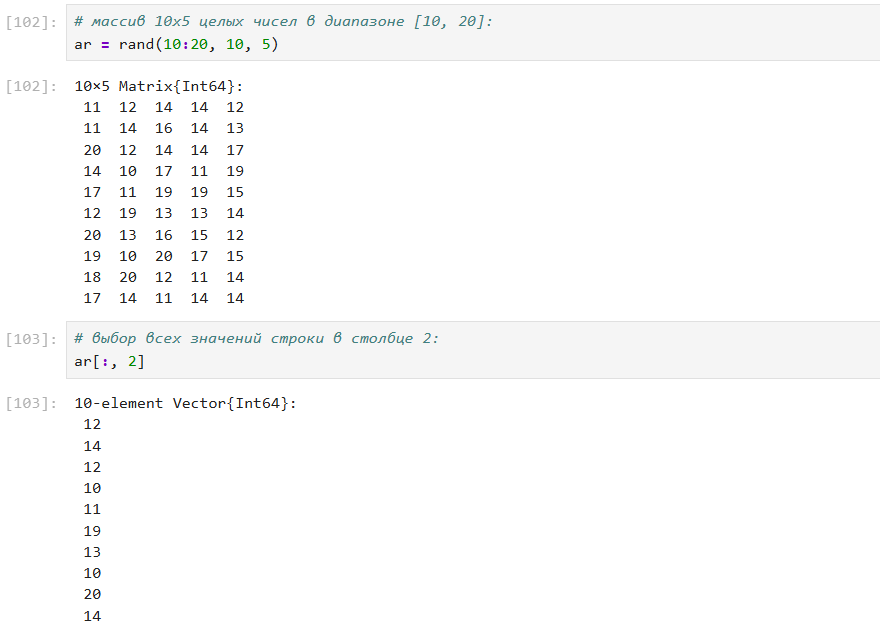 [102]: # массив 10x5 целых чисел в диапазоне [10, 20]:
ar = rand(10:20, 10, 5)
[102]: 10×5 Matrix{Int64}:
11 12 14 14 12
11 14 16 14 13
20 12 14 14 17
14 10 17 11 19
17 11 19 19 15
12 19 13 13 14
20 13 16 15 12
19 10 20 17 15
18 20 12 11 14
17 14 11 14 14
[103]: # выбор всех значений строки в столбце 2:
ar[:, 2]
[103]: 10-element Vector{Int64}:
12
14
12
10
11
19
13
10
20
14